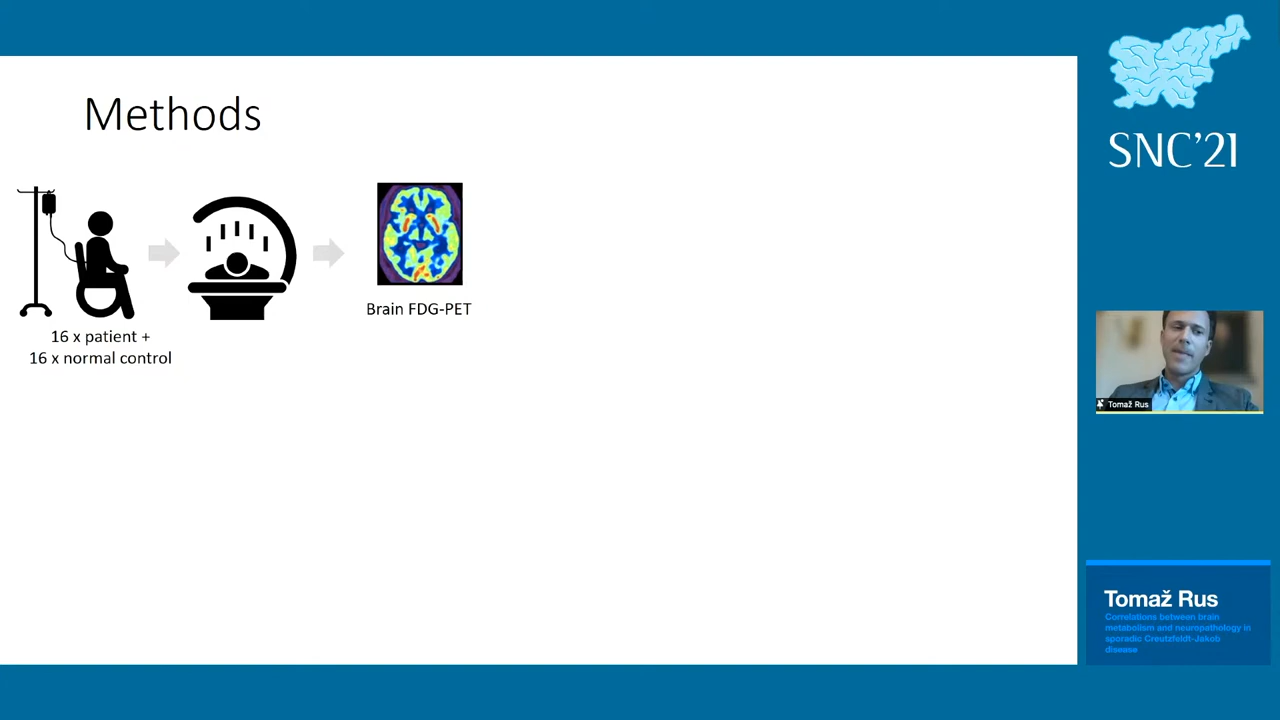 Methods
Brain FDG-PET
16 x patient +
16 x normal control
SNC'21
Tomaž Rus
Tomaž Rus
Correlations between brain
metabolism and neuropathology in
sporadic Creutzfeldt-Jakob
disease